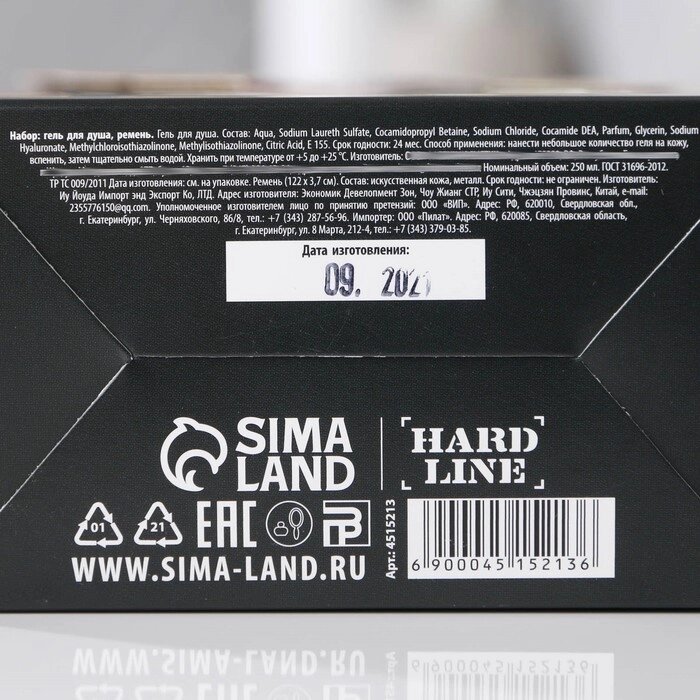 Набор: гель для душа, ремень. Гель для душа. Состав: Aqua, Sodium Laureth Sulfate, Cocamidopropyl Betaine, Sodium Chloride, Cocamide DEA, Parfum, Glycerin, Sodium
Hyaluronate, Methylchloroisothiazolinone, Methylisothiazolinone, Citric Acid, E 155. Срок годности: 24 мес. Способ применения: нанести небольшое количество геля на кожу,
вспенить, затем тщательно смыть водой. Хранить при температуре от +5 до +25 °C. Изготовитель:
Номинальный объем: 250 мл. ГОСТ 31696-2012.
ТР ТС 009/2011 Дата изготовления: см. на упаковке. Ремень (122 х 3,7 см). Состав: искусственная кожа, металл. Срок годности: не ограничен. Изготовитель:
Иу Йоуда Импорт энд Экспорт Ко, ЛТД. Адрес изготовителя: Экономик Девелопмент Зон, Чоу Жианг СТР, Иу Сити, Чжэцзян Провинс, Китай, e-mail:
2355776150@qq.com. Уполномоченное изготовителем лицо по принятию претензий: ООО «ВИП». Адрес: РФ, 620010, Свердловская обл.,
г. Екатеринбург, ул. Черняховского, 86/8, тел.: +7 (343) 287-56-96. Импортер: ООО «Пилат». Адрес: РФ, 620085, Свердловская область,
г. Екатеринбург, ул. 8 Марта, 212-4, тел.: +7 (343) 379-03-85.
Дата изготовления:
09. 2021
SIMA
LAND
HARD
LINE
01
21
EAC
WWW.SIMA-LAND.RU
Арт.: 4515213
6 900045 152136